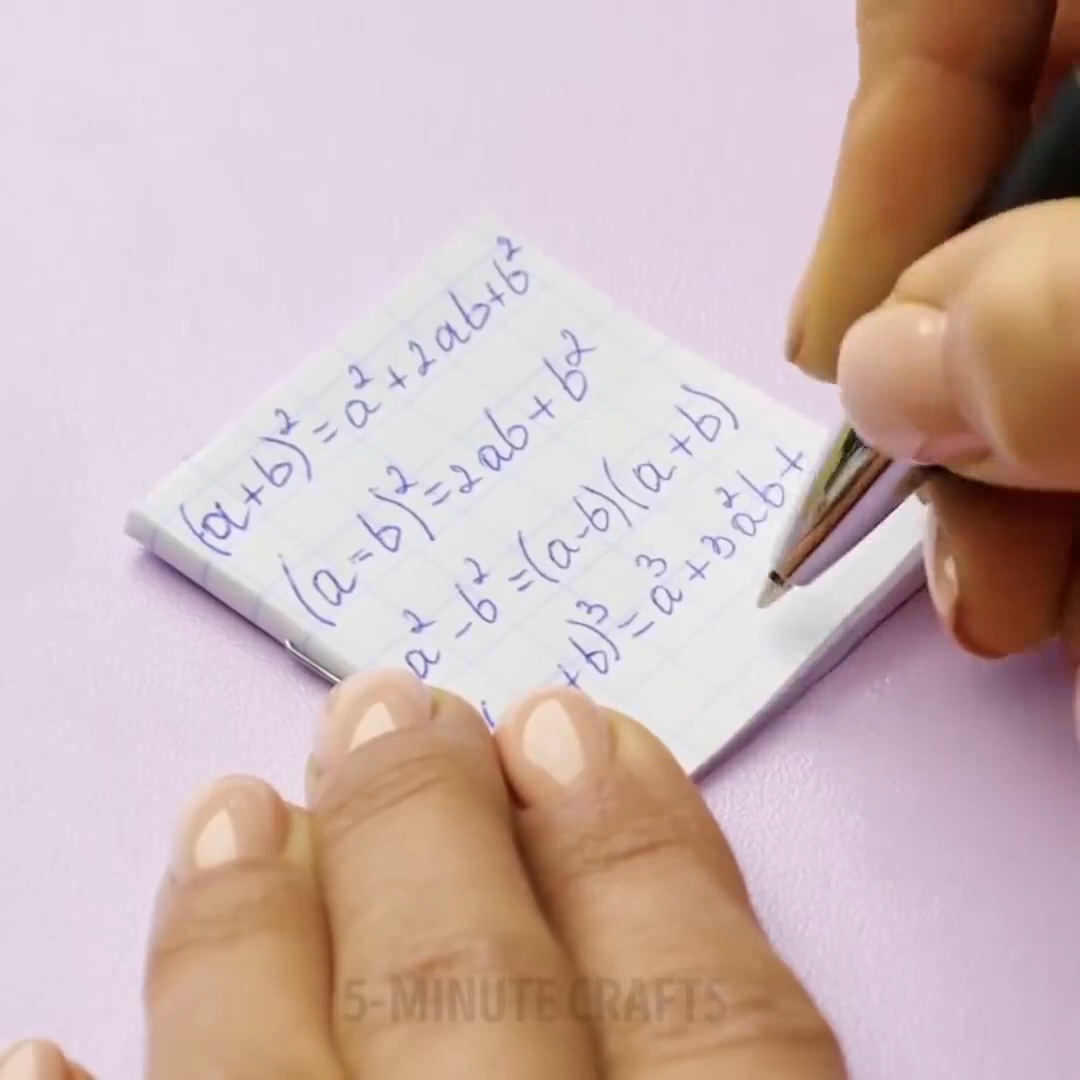 (a+b)²=a²+2ab+b²
(a=b)²=2ab+b²
a²-b²=(a-b)(a+b)
+b)³=a³+3a²b+
5-MINUTE CRAFTS